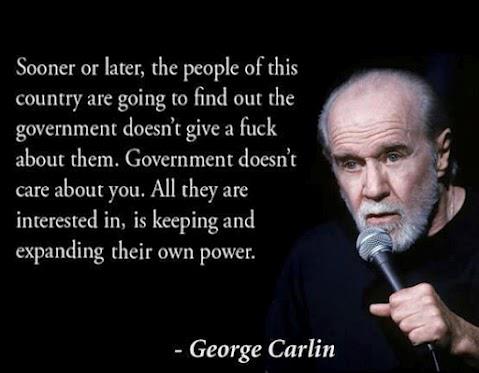 Sooner or later, the people of this
country are going to find out the
government doesn't give a fuck
about them. Government doesn't
care about you. All they are
interested in, is keeping and
expanding their own power.
- George Carlin